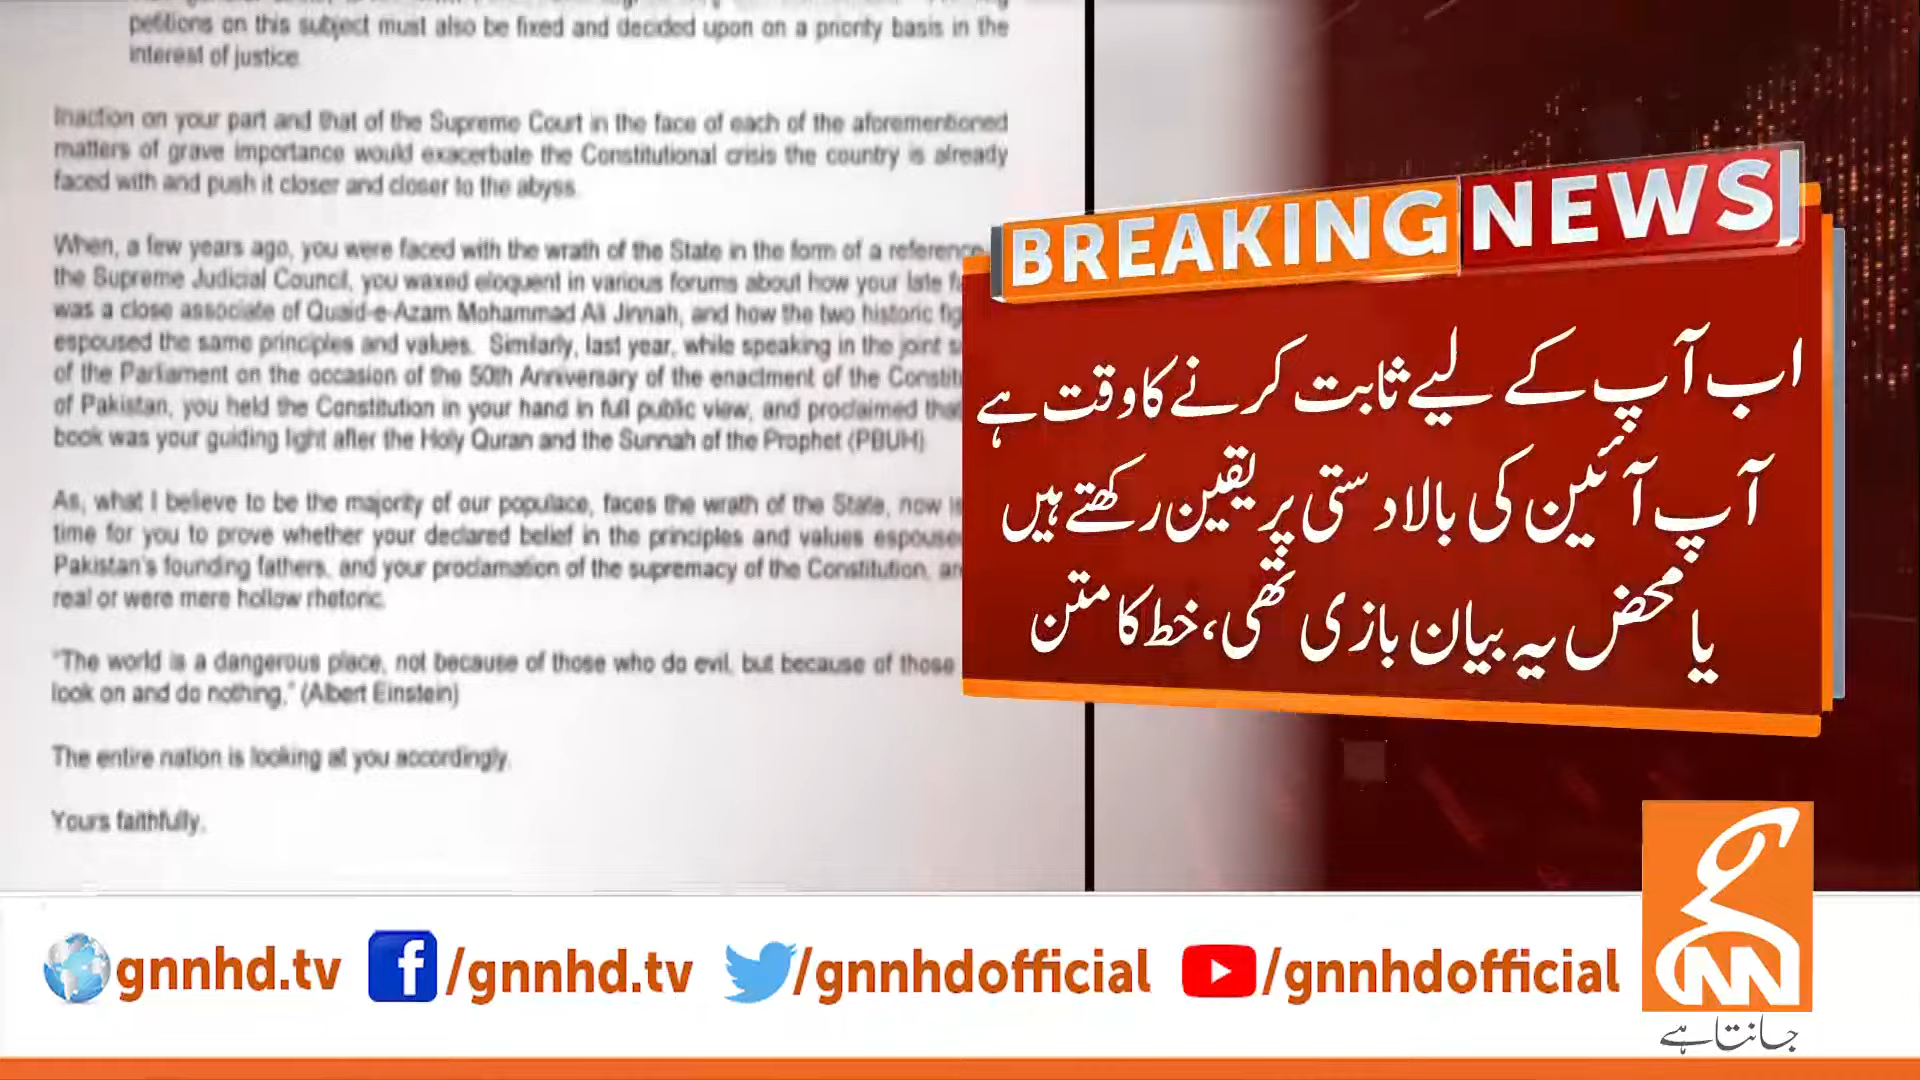 petitions on this subject must also be fixed and decided upon on a priority basis in the
interest of justice.
Inaction on your part and that of the Supreme Court in the face of each of the aforementioned
matters of grave importance would exacerbate the Constitutional crisis the country is already
faced with and push it closer and closer to the abyss.
When, a few years ago, you were faced with the wrath of the State in the form of a reference
the Supreme Judicial Council, you waxed eloquent in various forums about how your late
was a close associate of Quaid-e-Azam Mohammad Ali Jinnah, and how the two historic
espoused the same principles and values. Similarly, last year, while speaking in the joint
of the Parliament on the occasion of the 50th Anniversary of the enactment of the
of Pakistan, you held the Constitution in your hand in full public view, and proclaimed
book was your guiding light after the Holy Quran and the Sunnah of the Prophet (PBUH)
As, what I believe to be the majority of our populace, faces the wrath of the State, now
time for you to prove whether your declared belief in the principles and values
Pakistan's founding fathers, and your proclamation of the supremacy of the Constitution,
real or were mere hollow rhetoric.
"The world is a dangerous place, not because of those who do evil, but because of those
look on and do nothing," (Albert Einstein)
The entire nation is looking at you accordingly.
Yours faithfully,
BREAKING NEWS
اب آپ کے لیے ثابت کرنے کا وقت ہے
آپ آئین کی بالادستی پر یقین رکھتے ہیں
یا محض یہ بیان بازی تھی، خط کا متن
gnnhd.tv /gnnhd.tv /gnnhdofficial /gnnhdofficial
GNN
جانتا ہے